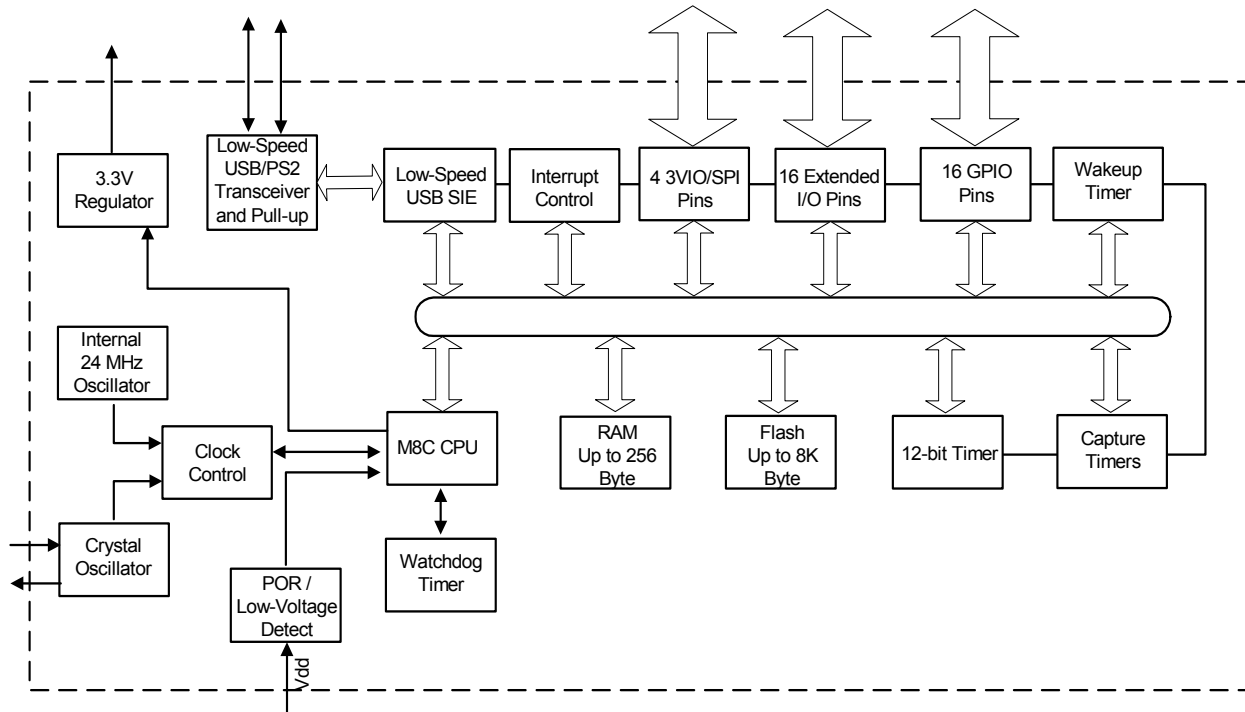 3.3V
Regulator
Low-Speed
USB/PS2
Transceiver
and Pull-up
Low-Speed
USB SIE
Interrupt
Control
4 3VIO/SPI
Pins
16 Extended
I/O Pins
16 GPIO
Pins
Wakeup
Timer
Internal
24 MHz
Oscillator
Clock
Control
M8C CPU
RAM
Up to 256
Byte
Flash
Up to 8K
Byte
12-bit Timer
Capture
Timers
Crystal
Oscillator
POR /
Low-Voltage
Detect
Watchdog
Timer
Vdd